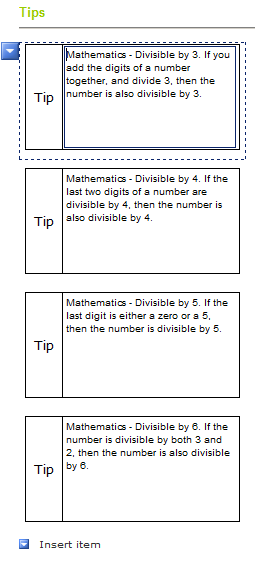 Tips
Tip
Mathematics - Divisible by 3. If you
add the digits of a number
together, and divide 3, then the
number is also divisible by 3.
Tip
Mathematics - Divisible by 4. If the
last two digits of a number are
divisible by 4, then the number is
also divisible by 4.
Tip
Mathematics - Divisible by 5. If the
last digit is either a zero or a 5,
then the number is divisible by 5.
Tip
Mathematics - Divisible by 6. If the
number is divisible by both 3 and
2, then the number is also divisible
by 6.
Insert item